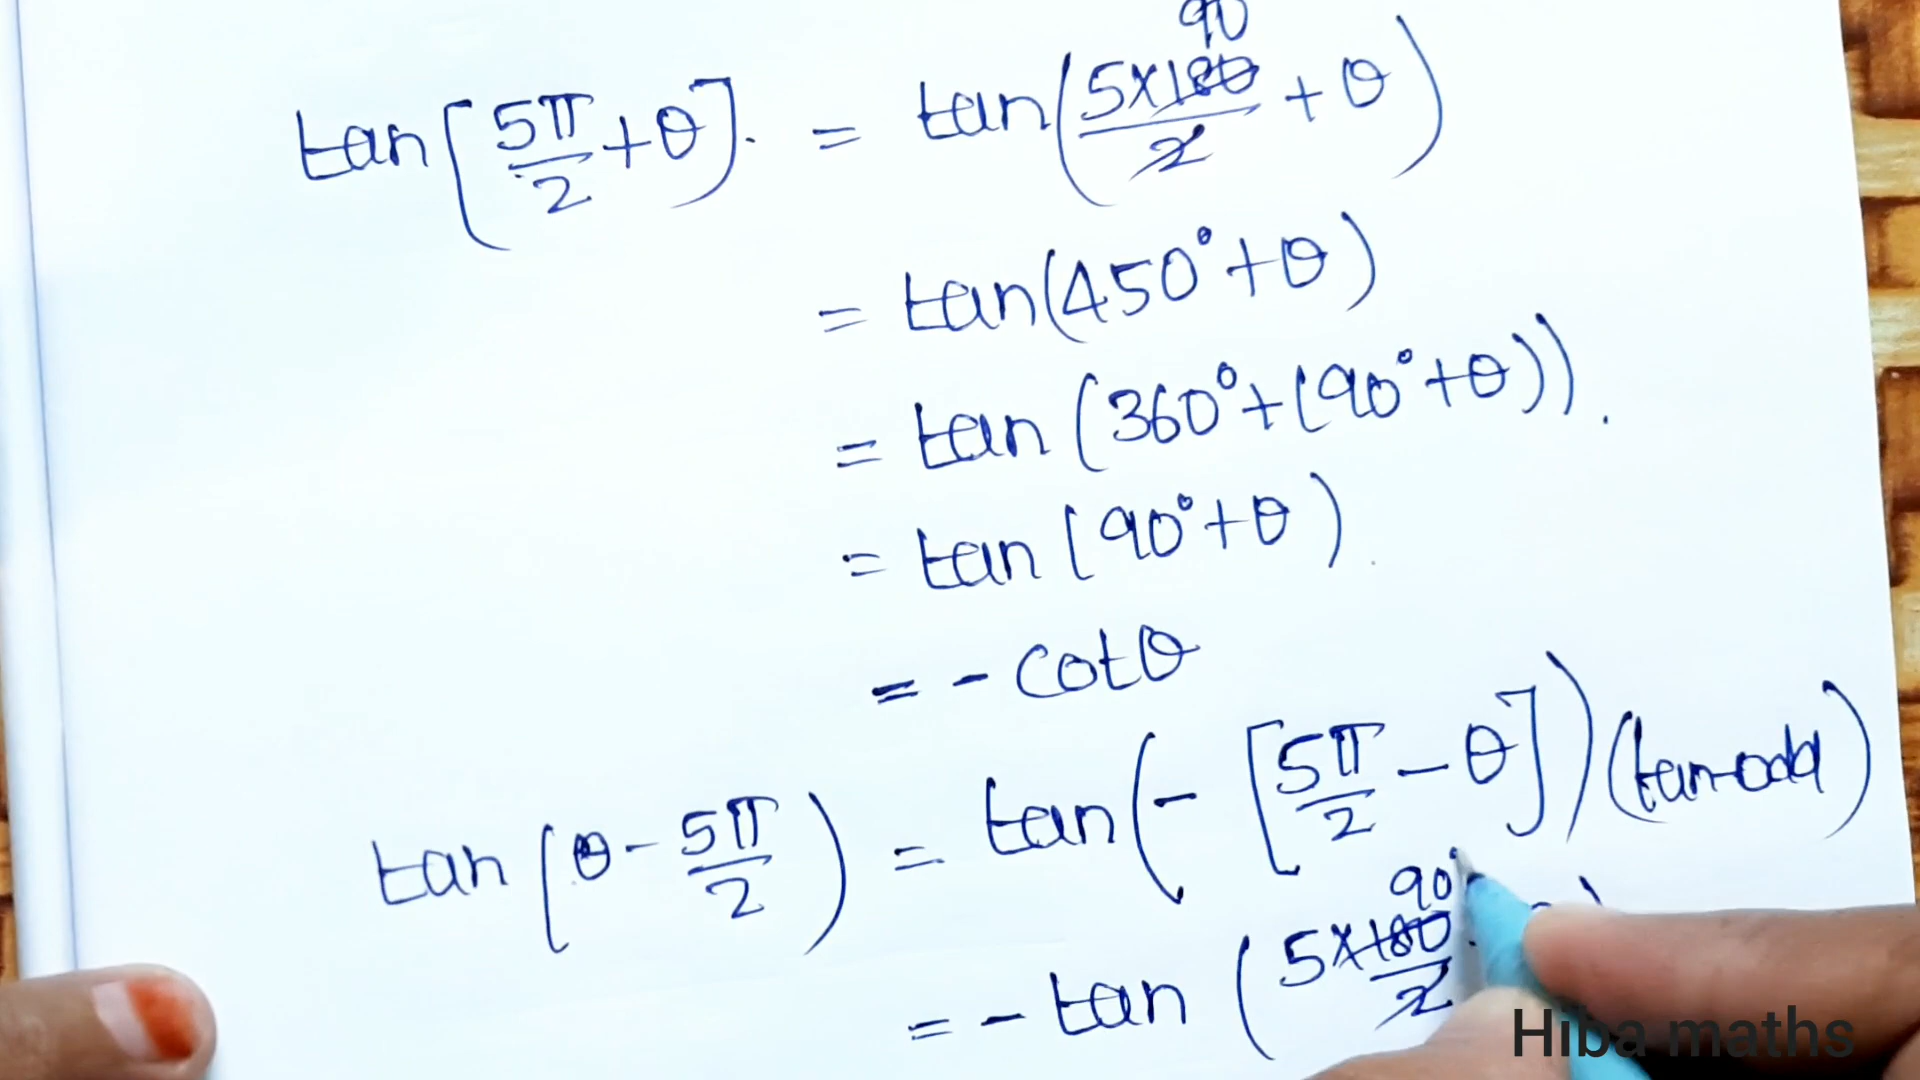 90
tan[5π/2+θ]. = tan(5×180/2+θ)
= tan(450°+θ)
= tan(360°+(90°+θ)).
= tan(90°+θ)
= -cotθ
tan(θ-5π/2) = tan(-[5π/2-θ]) (tan-odd)
90°
= -tan(5×180/2
Hiba maths